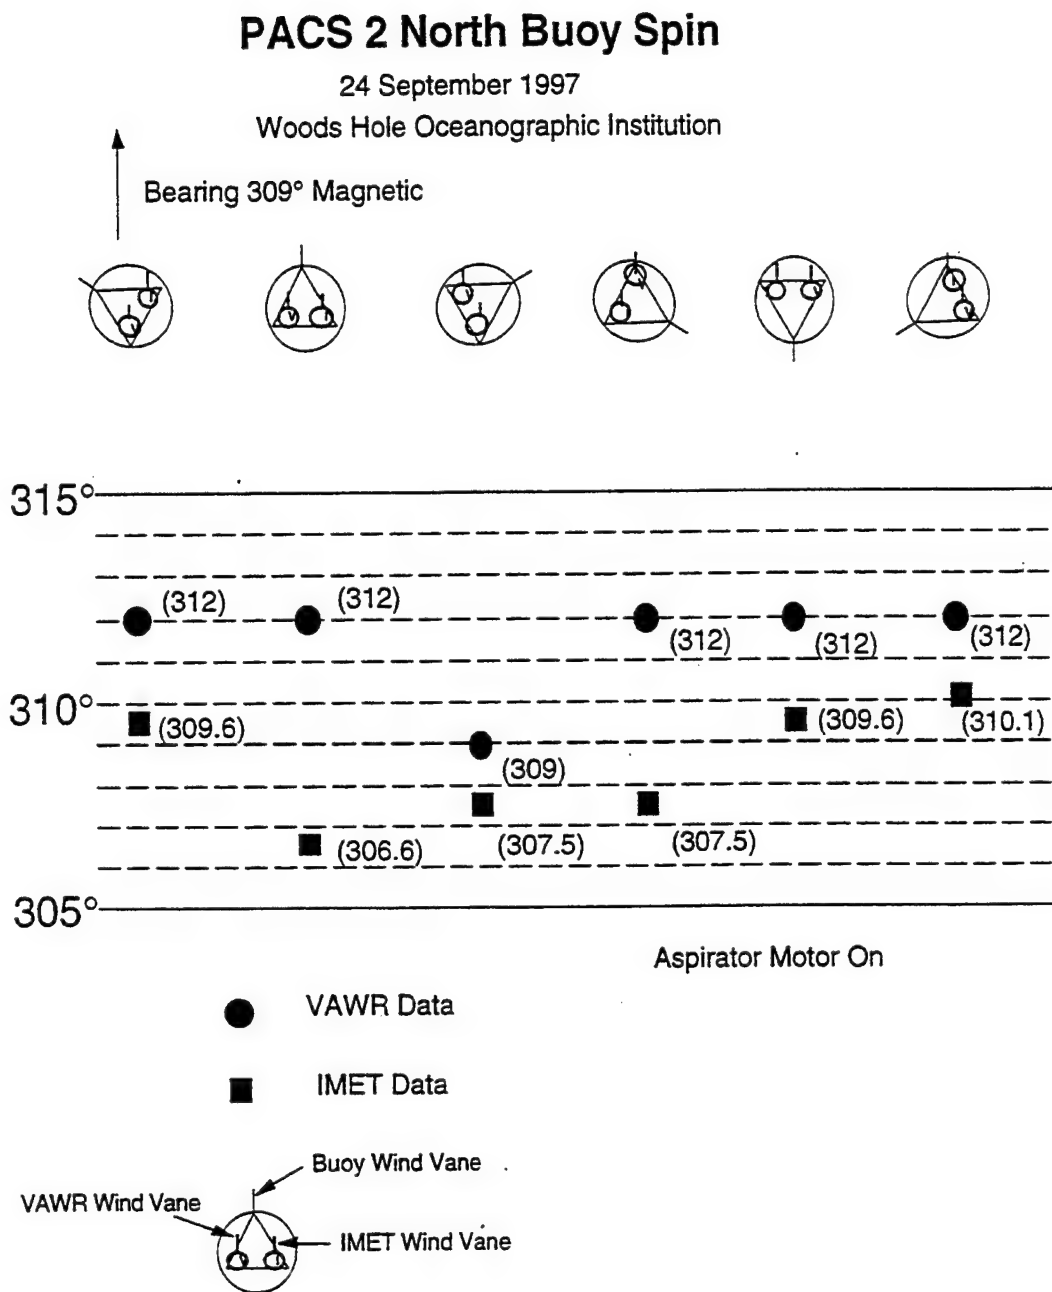 PACS 2 North Buoy Spin
24 September 1997
Woods Hole Oceanographic Institution
Bearing 309° Magnetic
315°
(312) (312) (312) (312) (312)
310°
(309.6) (309.6) (310.1)
(309)
(306.6) (307.5) (307.5)
305°
Aspirator Motor On
VAWR Data
IMET Data
Buoy Wind Vane
VAWR Wind Vane
IMET Wind Vane